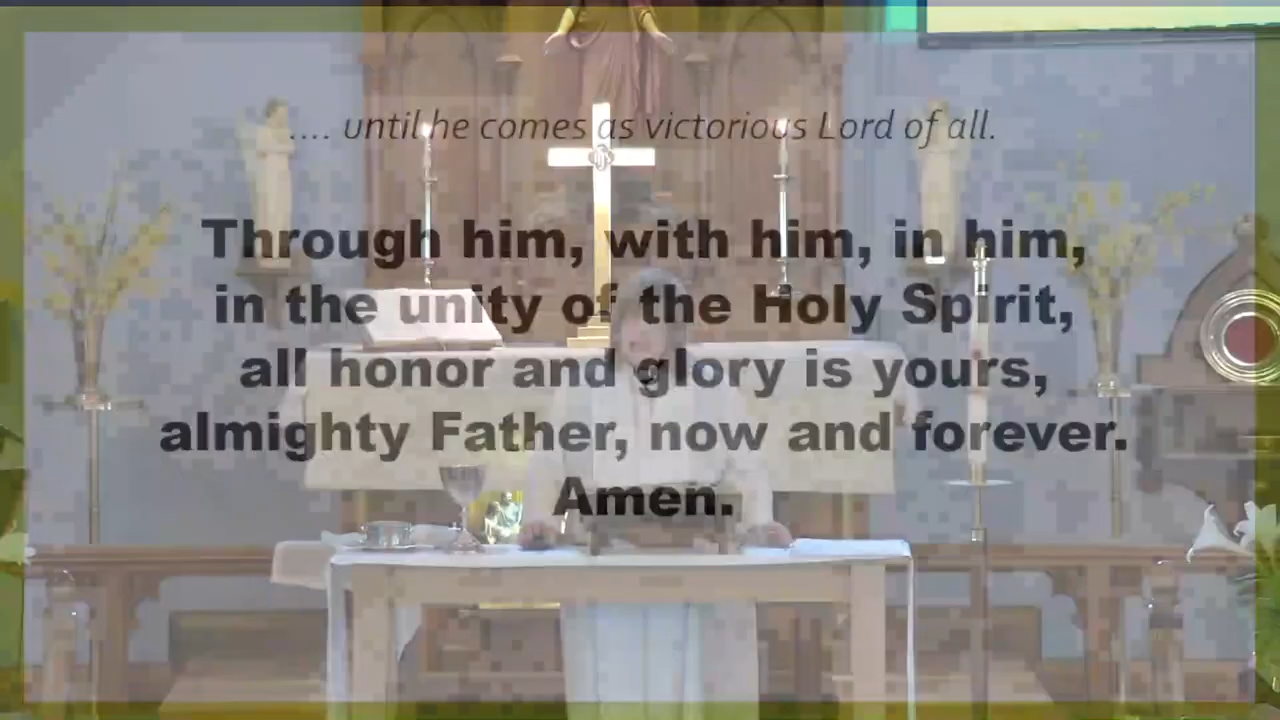 .... until he comes as victorious Lord of all.
Through him, with him, in him,
in the unity of the Holy Spirit,
all honor and glory is yours,
almighty Father, now and forever.
Amen.